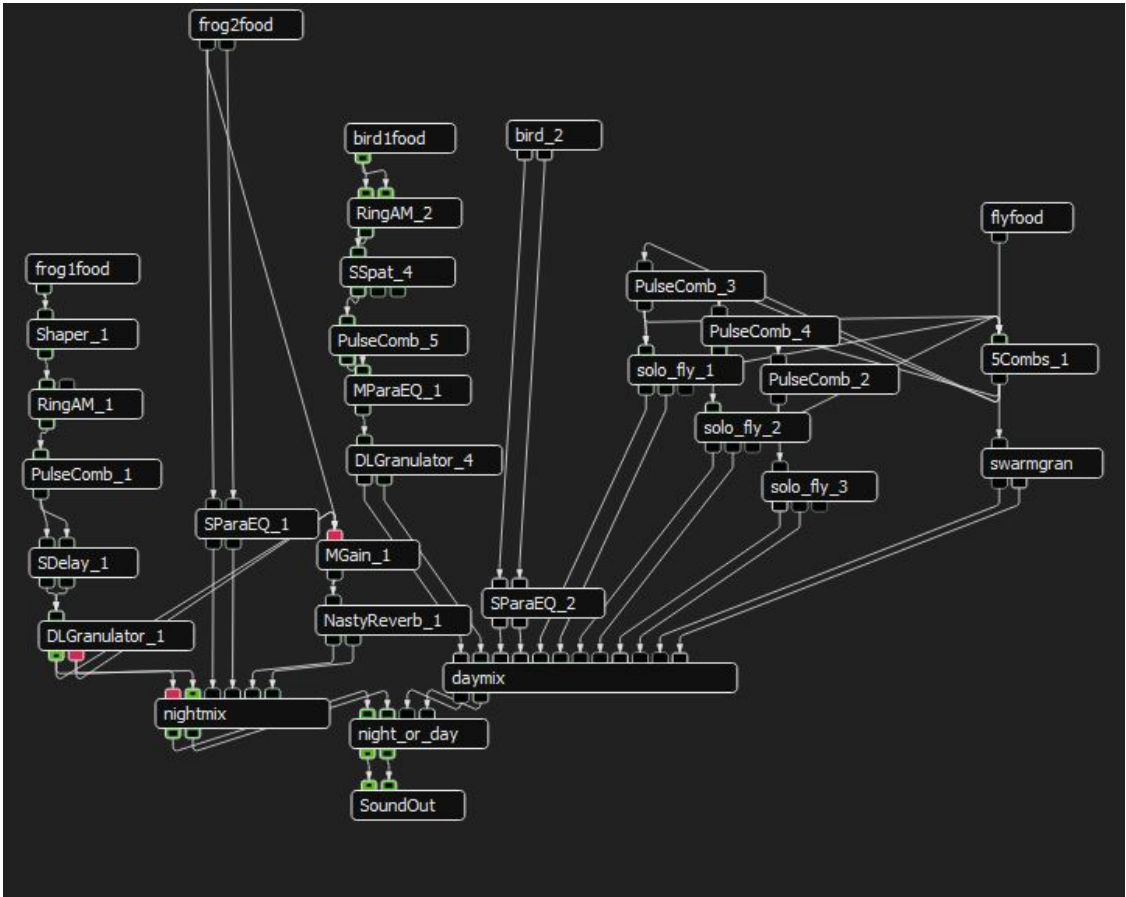 frog2food
bird1food
bird_2
RingAM_2
flyfood
frog1food
SSpat_4
PulseComb_3
Shaper_1
PulseComb_4
PulseComb_5
5Combs_1
solo_fly_1
PulseComb_2
MParaEQ_1
RingAM_1
solo_fly_2
DLGranulator_4
swarmgran
PulseComb_1
solo_fly_3
SParaEQ_1
MGain_1
SDelay_1
SParaEQ_2
NastyReverb_1
DLGranulator_1
daymix
nightmix
night_or_day
SoundOut